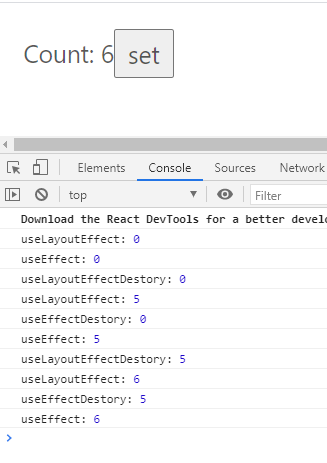 Count: 6 set
Elements Console Sources Network
top Filter
Download the React DevTools for a better develo
useLayoutEffect: 0
useEffect: 0
useLayoutEffectDestory: 0
useLayoutEffect: 5
useEffectDestory: 0
useEffect: 5
useLayoutEffectDestory: 5
useLayoutEffect: 6
useEffectDestory: 5
useEffect: 6